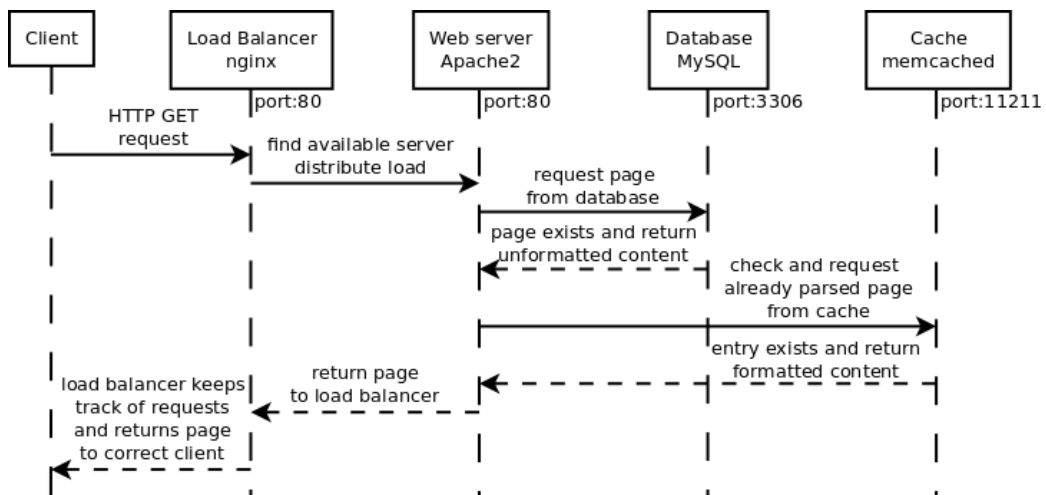 Client
Load Balancer
nginx
Web server
Apache2
Database
MySQL
Cache
memcached
port:80
port:80
port:3306
port:11211
HTTP GET
request
find available server
distribute load
request page
from database
page exists and return
unformatted content
check and request
already parsed page
from cache
entry exists and return
formatted content
return page
to load balancer
load balancer keeps
track of requests
and returns page
to correct client